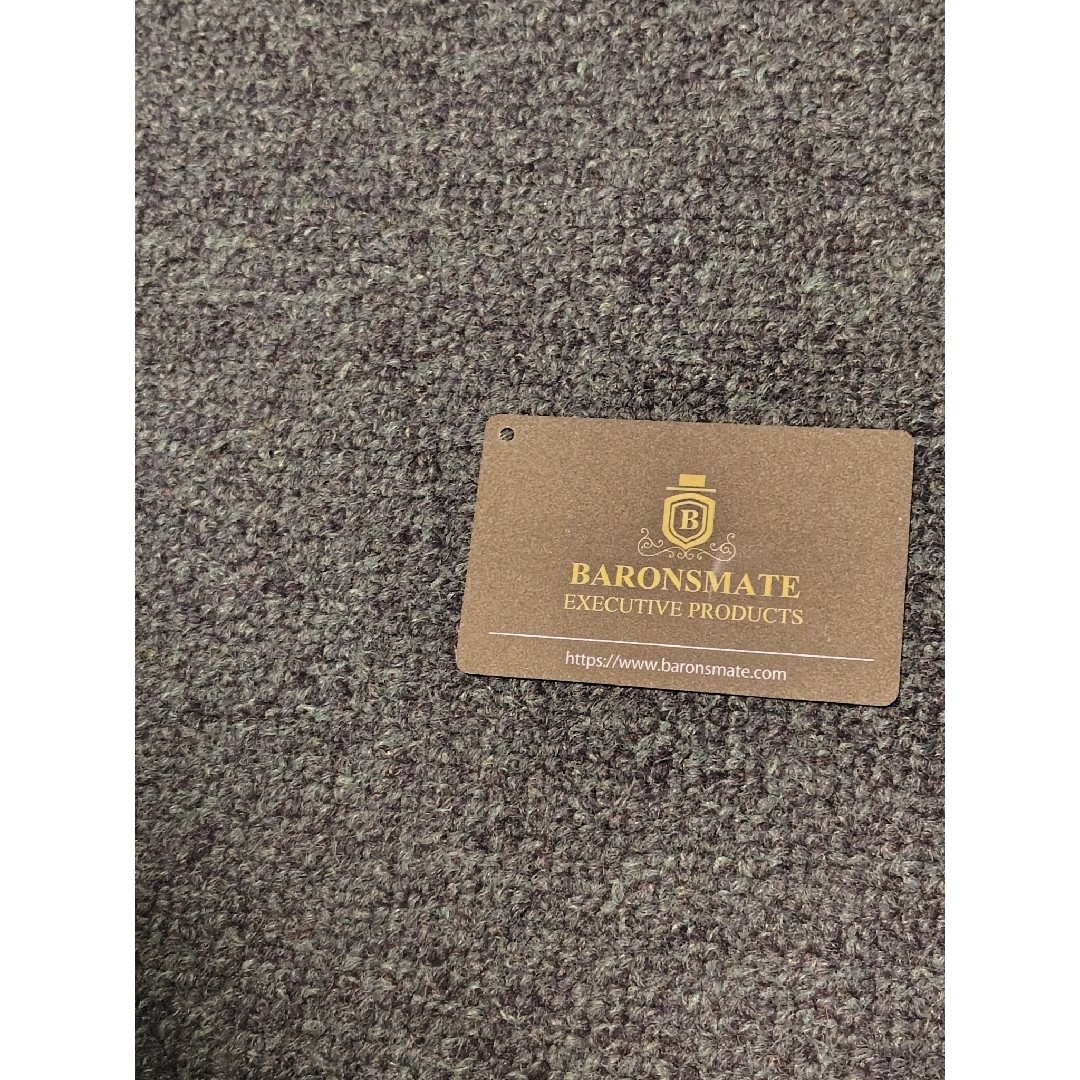 B
BARONSMATE
EXECUTIVE PRODUCTS
https://www.baronsmate.com